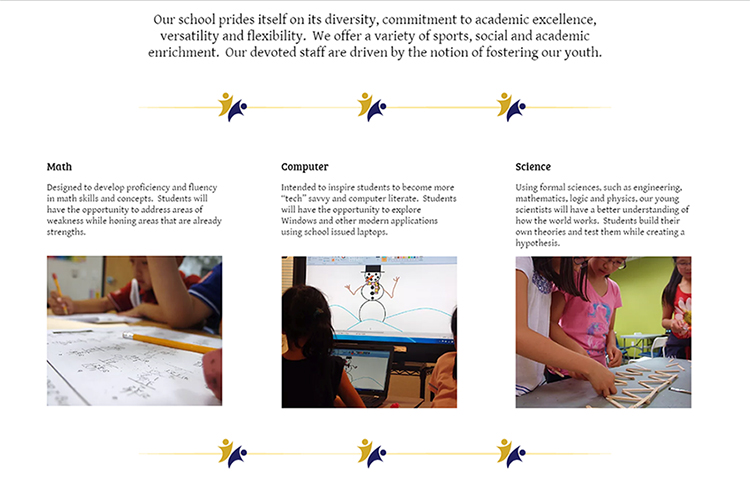 Our school prides itself on its diversity, commitment to academic excellence,
versatility and flexibility.  We offer a variety of sports, social and academic
enrichment.  Our devoted staff are driven by the notion of fostering our youth.
Math
Designed to develop proficiency and fluency
in math skills and concepts.  Students will
have the opportunity to address areas of
weakness while honing areas that are already
strengths.
Computer
Intended to inspire students to become more
“tech” savvy and computer literate.  Students
will have the opportunity to explore
Windows and other modern applications
using school issued laptops.
Science
Using formal sciences, such as engineering,
mathematics, logic and physics, our young
scientists will have a better understanding of
how the world works.  Students build their
own theories and test them while creating a
hypothesis.